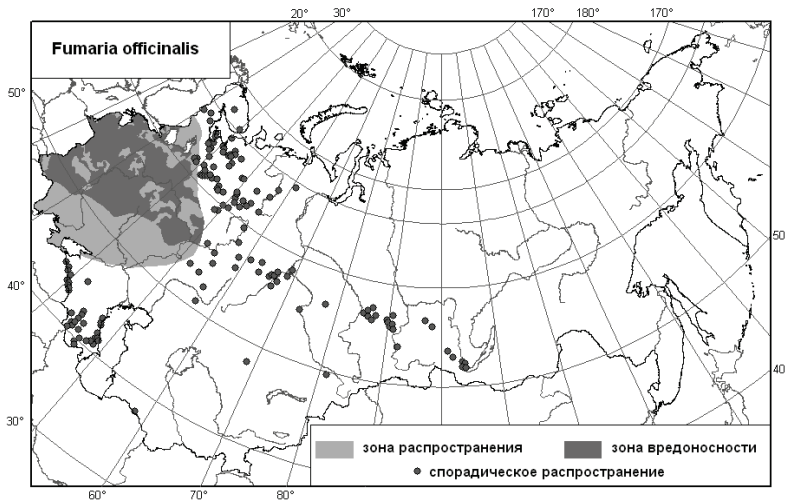 20° 30° 170° 180° 170°
Fumaria officinalis
50°
50°
40°
40°
30°
зона распространения зона вредоносности
спорадическое распространение
60° 70° 80°